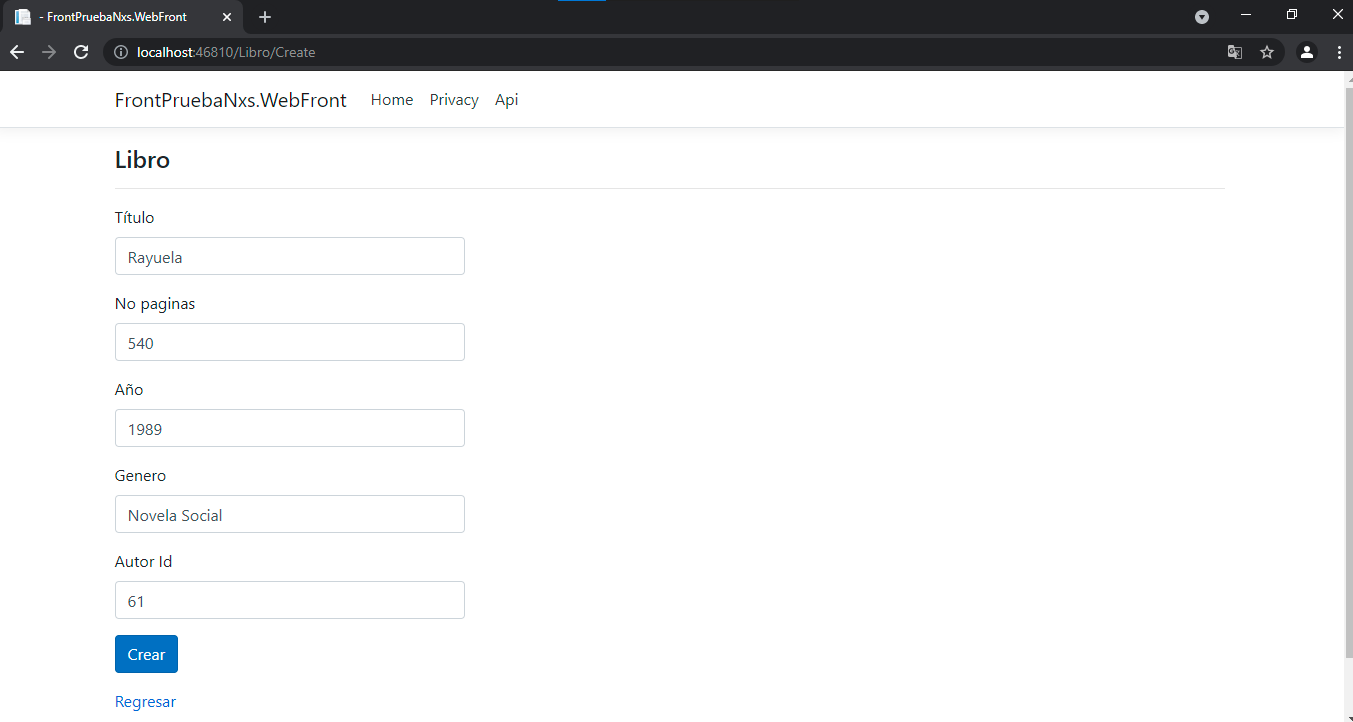 - FrontPruebaNxs.WebFront
localhost:46810/Libro/Create
FrontPruebaNxs.WebFront Home Privacy Api
Libro
Título
Rayuela
No paginas
540
Año
1989
Genero
Novela Social
Autor Id
61
Crear
Regresar